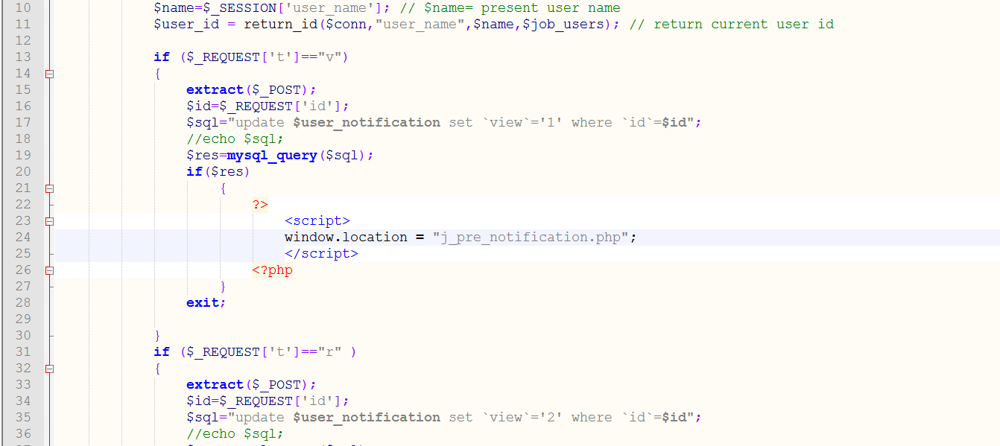 10 $name=$_SESSION['user_name']; // $name= present user name
11 $user_id = return_id($conn,"user_name",$name,$job_users); // return current user id
12
13 if ($_REQUEST['t']=="v")
14 {
15 extract($_POST);
16 $id=$_REQUEST['id'];
17 $sql="update $user_notification set `view`='1' where `id`=$id";
18 //echo $sql;
19 $res=mysql_query($sql);
20 if($res)
21 {
22 ?>
23 <script>
24 window.location = "j_pre_notification.php";
25 </script>
26 <?php
27 }
28 exit;
29
30 }
31 if ($_REQUEST['t']=="r" )
32 {
33 extract($_POST);
34 $id=$_REQUEST['id'];
35 $sql="update $user_notification set `view`='2' where `id`=$id";
36 //echo $sql;